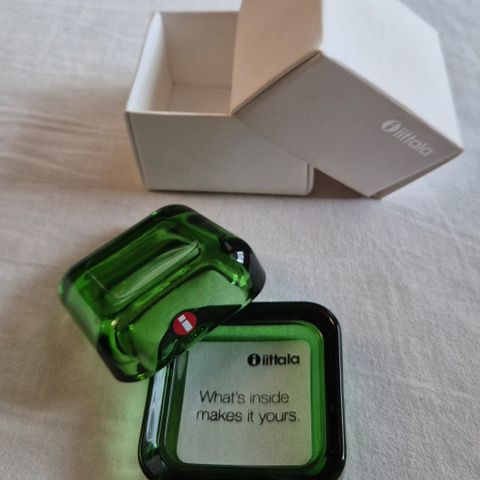 iittala
iittala
What's inside
makes it yours.